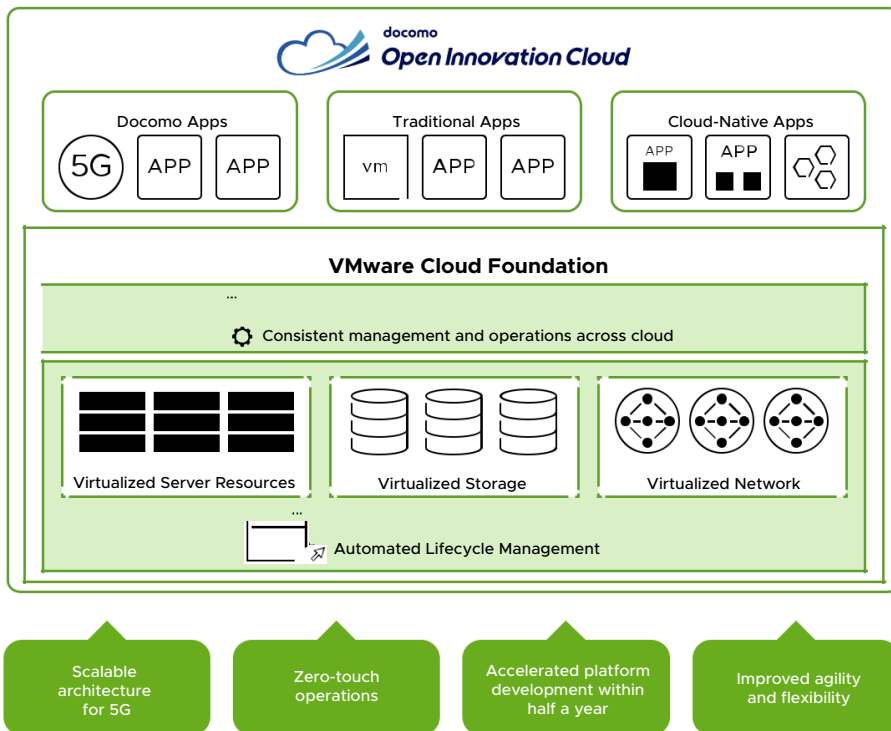 docomo
Open Innovation Cloud
Docomo Apps
5G
APP
APP
Traditional Apps
vm
APP
APP
Cloud-Native Apps
APP
APP
VMware Cloud Foundation
...
Consistent management and operations across cloud
Virtualized Server Resources
Virtualized Storage
Virtualized Network
...
Automated Lifecycle Management
Scalable
architecture
for 5G
Zero-touch
operations
Accelerated platform
development within
half a year
Improved agility
and flexibility